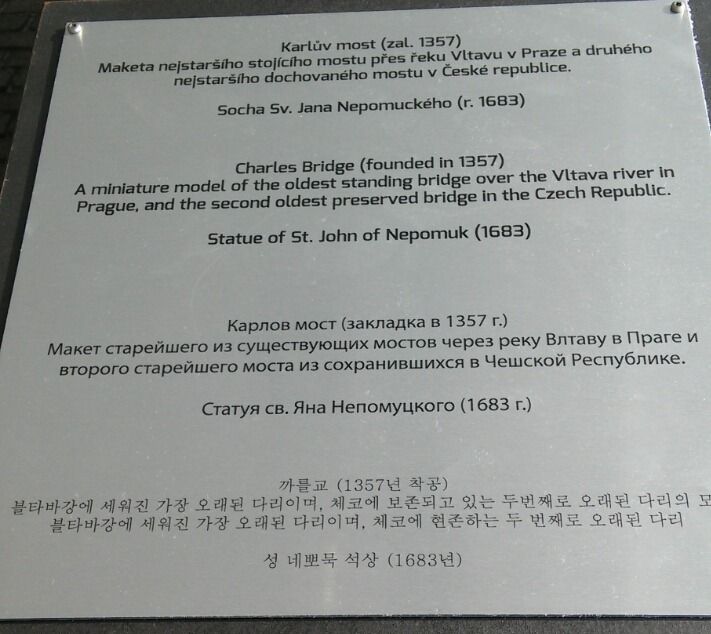 Karlův most (zal. 1357)
Maketa nejstaršího stojícího mostu přes řeku Vltavu v Praze a druhého
nejstaršího dochovaného mostu v České republice.
Socha Sv. Jana Nepomuckého (r. 1683)
Charles Bridge (founded in 1357)
A miniature model of the oldest standing bridge over the Vltava river in
Prague, and the second oldest preserved bridge in the Czech Republic.
Statue of St. John of Nepomuk (1683)
Карлов мост (закладка в 1357 г.)
Макет старейшего из существующих мостов через реку Влтаву в Праге и
второго старейшего моста из сохранившихся в Чешской Республике.
Статуя св. Яна Непомуцкого (1683 г.)
까를교 (1357년 착공)
블타바강에 세워진 가장 오래된 다리이며, 체코에 보존되고 있는 두번째로 오래된 다리의
블타바강에 세워진 가장 오래된 다리이며, 체코에 현존하는 두 번째로 오래된 다리
성 네뽀묵 석상 (1683년)